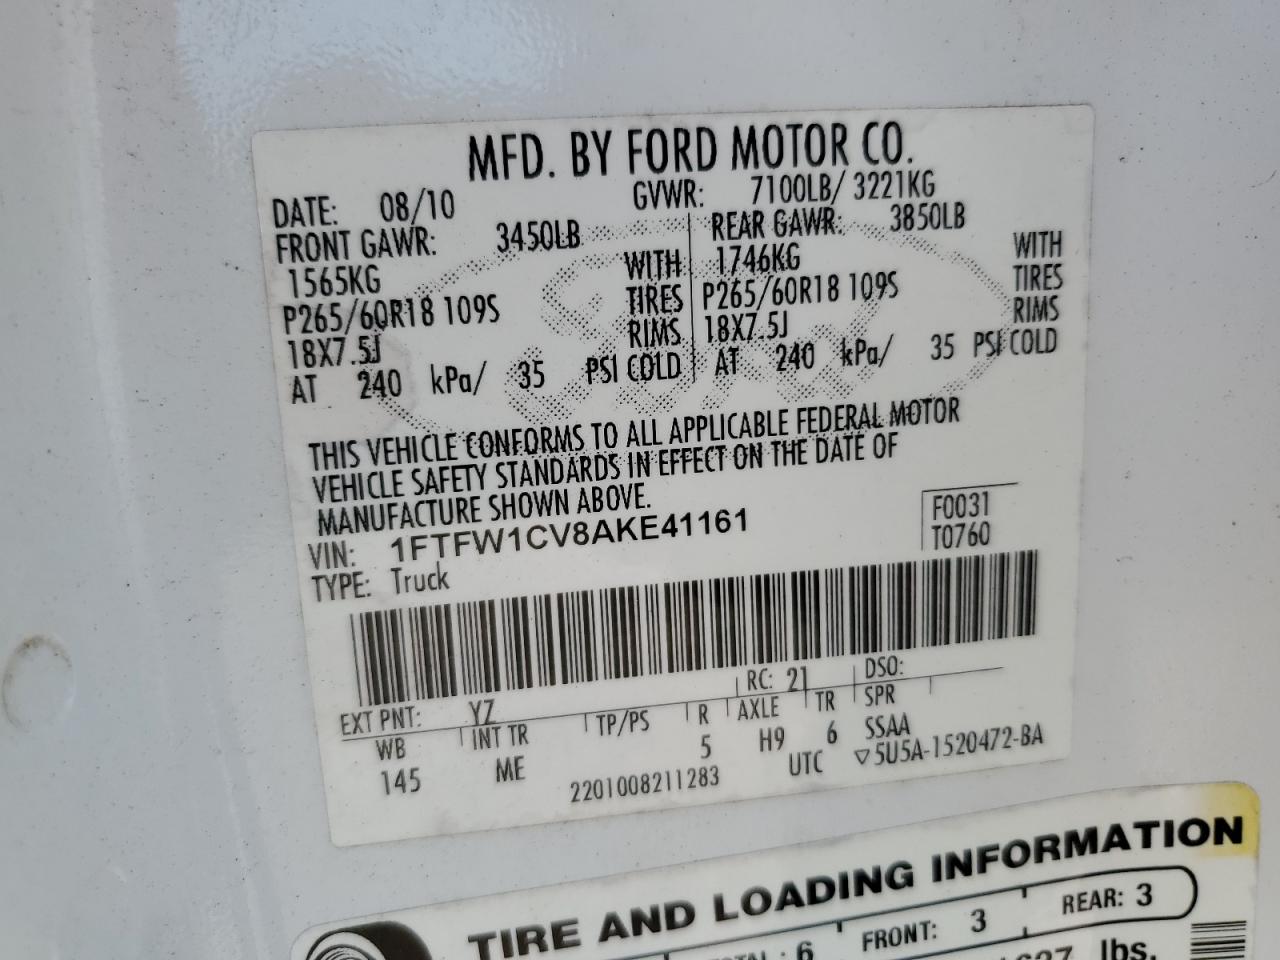 MFD. BY FORD MOTOR CO.
DATE: 08/10 GVWR: 7100LB/ 3221KG
FRONT GAWR: 3450LB REAR GAWR: 3850LB
1565KG WITH 1746KG WITH
P265/60R18 109S TIRES P265/60R18 109S TIRES
18X7.5J RIMS 18X7.5J RIMS
AT 240 kPa/ 35 PSI COLD AT 240 kPa/ 35 PSI COLD
THIS VEHICLE CONFORMS TO ALL APPLICABLE FEDERAL MOTOR
VEHICLE SAFETY STANDARDS IN EFFECT ON THE DATE OF
MANUFACTURE SHOWN ABOVE.
VIN: 1FTFW1CV8AKE41161 F0031
TYPE: Truck T0760
EXT PNT: YZ RC: 21 DSO:
WB INT TR TP/PS R AXLE TR SPR
145 ME 5 H9 6 SSAA
2201008211283 UTC ▽5U5A-1520472-BA
TIRE AND LOADING INFORMATION
: 6 FRONT: 3 REAR: 3
lbs.